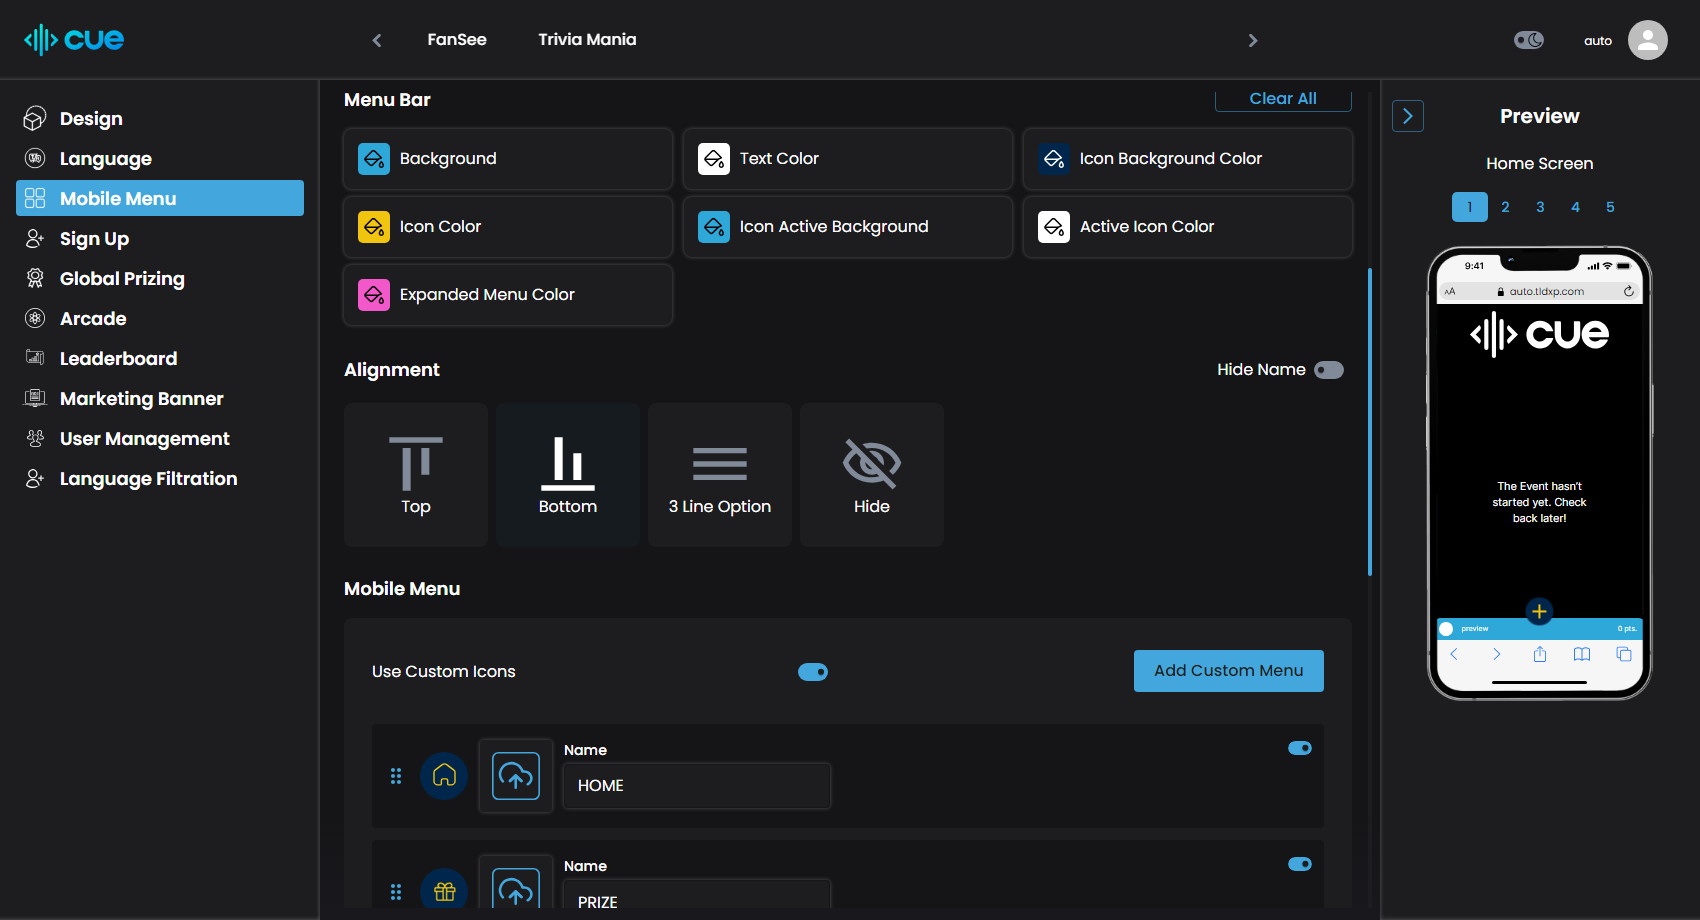 cue
FanSee
Trivia Mania
auto
Design
Language
Mobile Menu
Sign Up
Global Prizing
Arcade
Leaderboard
Marketing Banner
User Management
Language Filtration
Menu Bar
Clear All
Background
Text Color
Icon Background Color
Icon Color
Icon Active Background
Active Icon Color
Expanded Menu Color
Alignment
Hide Name
Top
Bottom
3 Line Option
Hide
Mobile Menu
Use Custom Icons
Add Custom Menu
Name
HOME
Name
PRIZE
Preview
Home Screen
1 2 3 4 5
9:41
AA auto.tldxp.com
cue
The Event hasn't
started yet. Check
back later!
preview 0 pts.